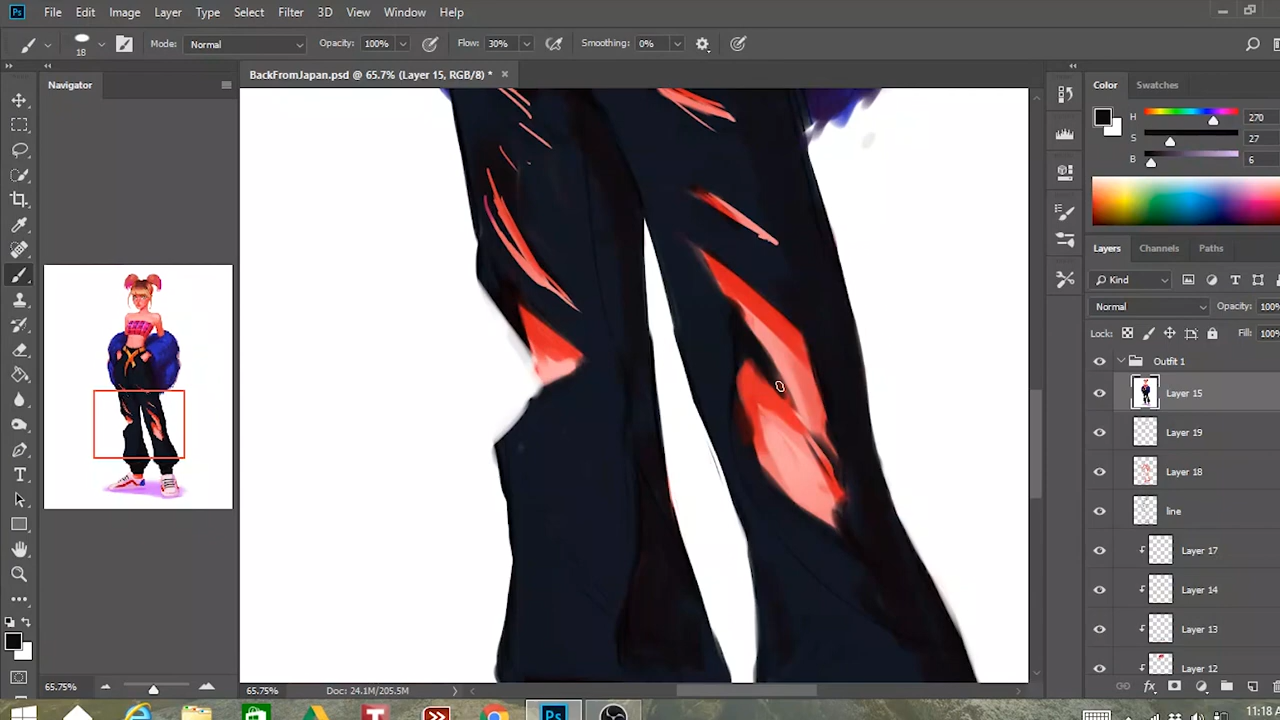 Ps File Edit Image Layer Type Select Filter 3D View Window Help
18 Mode: Normal Opacity: 100% Flow: 30% Smoothing: 0%
Navigator
BackFromJapan.psd @ 65.7% (Layer 15, RGB/8) * ×
Color Swatches
H 270
S 27
B 6
Layers Channels Paths
Kind
Normal Opacity: 100%
Lock: Fill: 100%
Outfit 1
Layer 15
Layer 19
Layer 18
line
Layer 17
Layer 14
Layer 13
Layer 12
65.75%
65.75% Doc: 24.1M/205.5M
fx
Ps
11:18 A